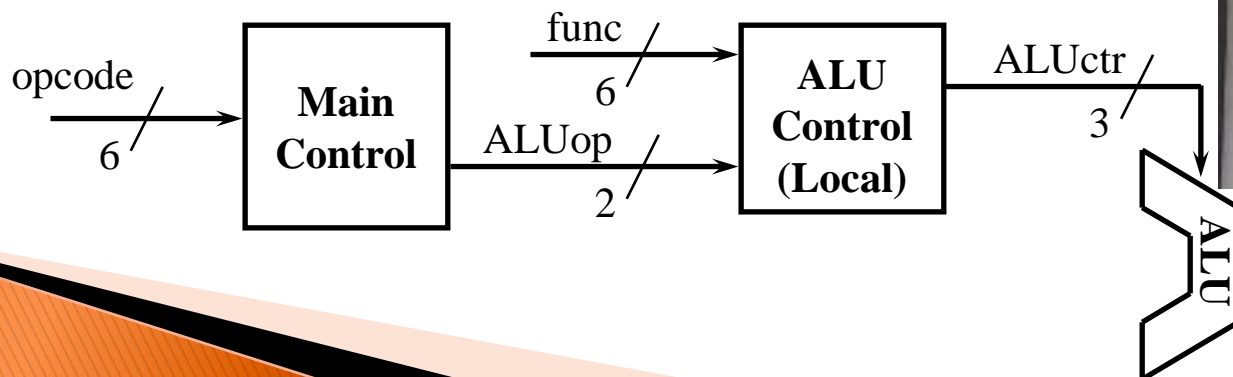 opcode
6
Main
Control
ALUop
2
func
6
ALU
Control
(Local)
ALUctr
3
ALU